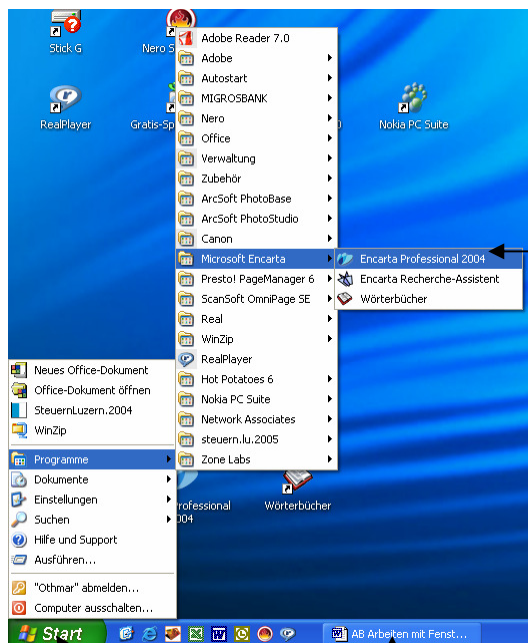 Stick G
Nero S
RealPlayer
Gratis-Sp
0
Nokia PC Suite
Adobe Reader 7.0
Adobe
Autostart
MIGROSBANK
Nero
Office
Verwaltung
Zubehör
ArcSoft PhotoBase
ArcSoft PhotoStudio
Canon
Microsoft Encarta
Presto! PageManager 6
ScanSoft OmniPage SE
Real
WinZip
RealPlayer
Hot Potatoes 6
Nokia PC Suite
Network Associates
steuern.lu.2005
Zone Labs
Encarta Professional 2004
Encarta Recherche-Assistent
Wörterbücher
Neues Office-Dokument
Office-Dokument öffnen
SteuernLuzern.2004
WinZip
Programme
Dokumente
Einstellungen
Suchen
Hilfe und Support
Ausführen...
"Othmar" abmelden...
Computer ausschalten...
rofessional
004
Wörterbücher
Start
AB Arbeiten mit Fenst...